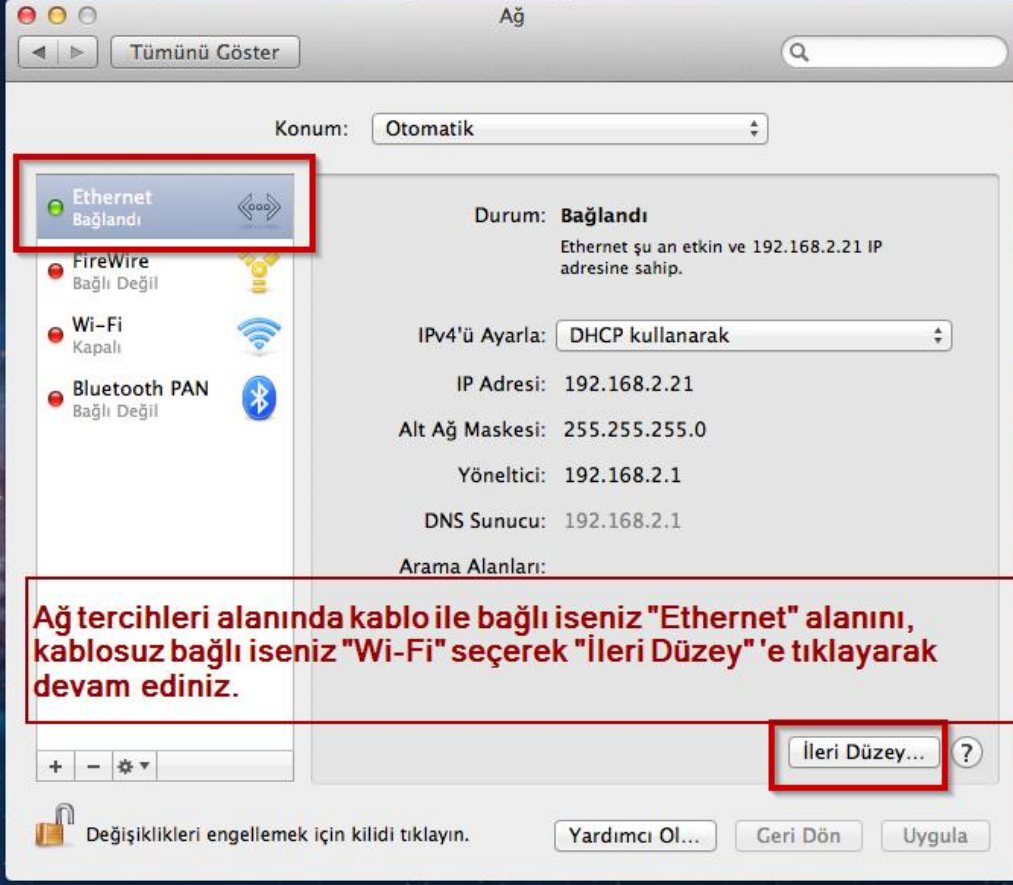 Ağ
Tümünü Göster
Konum: Otomatik
Ethernet
Bağlandı
FireWire
Bağlı Değil
Wi-Fi
Kapalı
Bluetooth PAN
Bağlı Değil
Durum: Bağlandı
Ethernet şu an etkin ve 192.168.2.21 IP
adresine sahip.
IPv4'ü Ayarla: DHCP kullanarak
IP Adresi: 192.168.2.21
Alt Ağ Maskesi: 255.255.255.0
Yöneltici: 192.168.2.1
DNS Sunucu: 192.168.2.1
Arama Alanları:
Ağ tercihleri alanında kablo ile bağlı iseniz "Ethernet" alanını,
kablosuz bağlı iseniz "Wi-Fi" seçerek "İleri Düzey" 'e tıklayarak
devam ediniz.
İleri Düzey... ?
Değişiklikleri engellemek için kilidi tıklayın.
Yardımcı Ol... Geri Dön Uygula